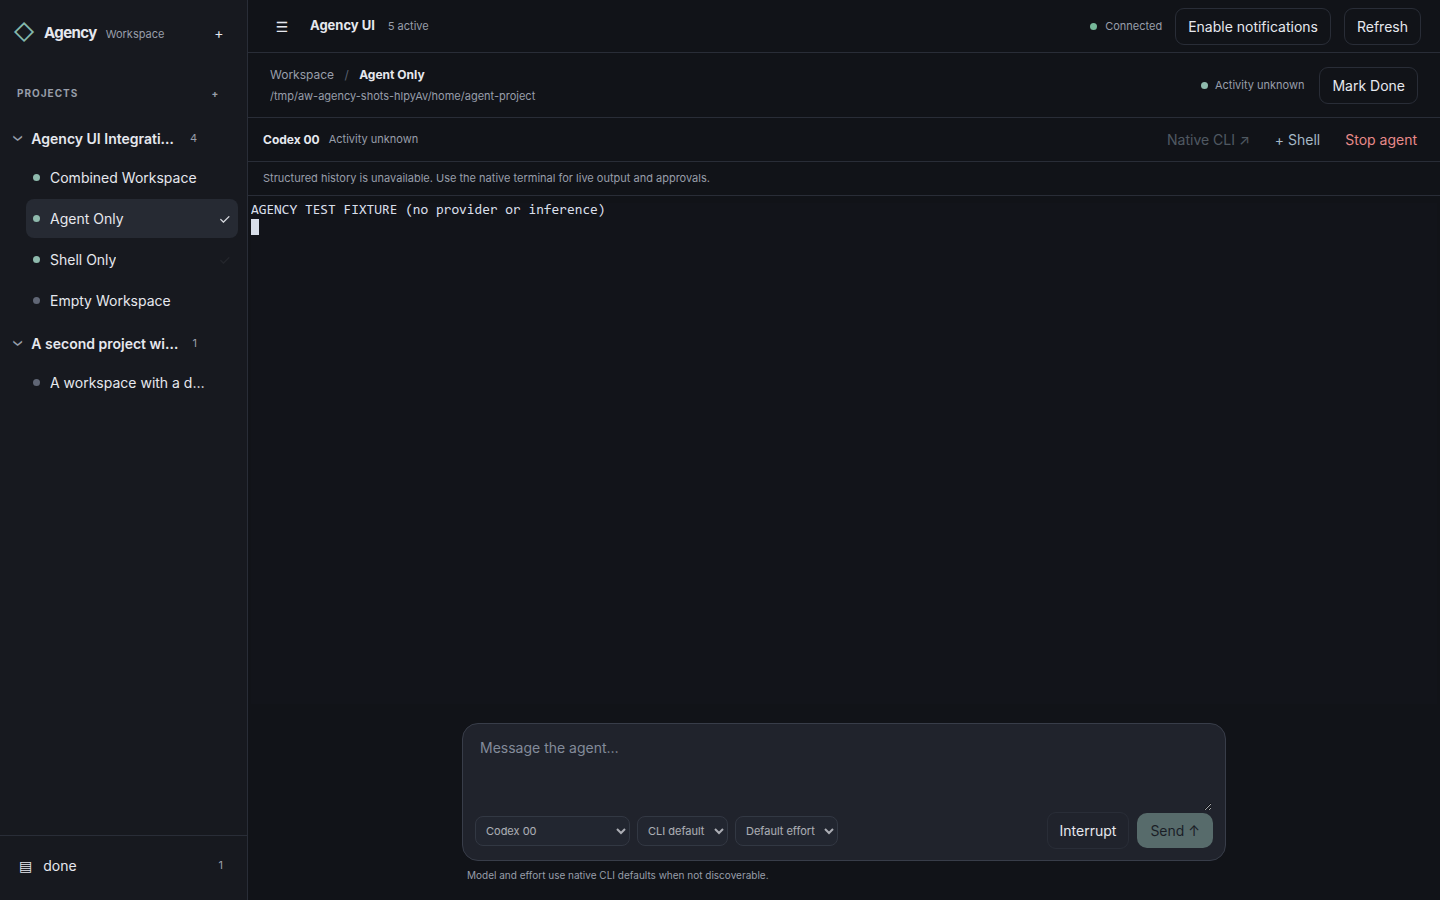 Agency Workspace +
PROJECTS +
Agency UI Integrati... 4
Combined Workspace
Agent Only
Shell Only
Empty Workspace
A second project wi... 1
A workspace with a d...
done 1
Agency UI 5 active
Connected
Enable notifications
Refresh
Workspace / Agent Only
/tmp/aw-agency-shots-hlpyAv/home/agent-project
Activity unknown
Mark Done
Codex 00 Activity unknown
Native CLI ↗
+ Shell
Stop agent
Structured history is unavailable. Use the native terminal for live output and approvals.
AGENCY TEST FIXTURE (no provider or inference)
Message the agent...
Codex 00
CLI default
Default effort
Interrupt
Send ↑
Model and effort use native CLI defaults when not discoverable.